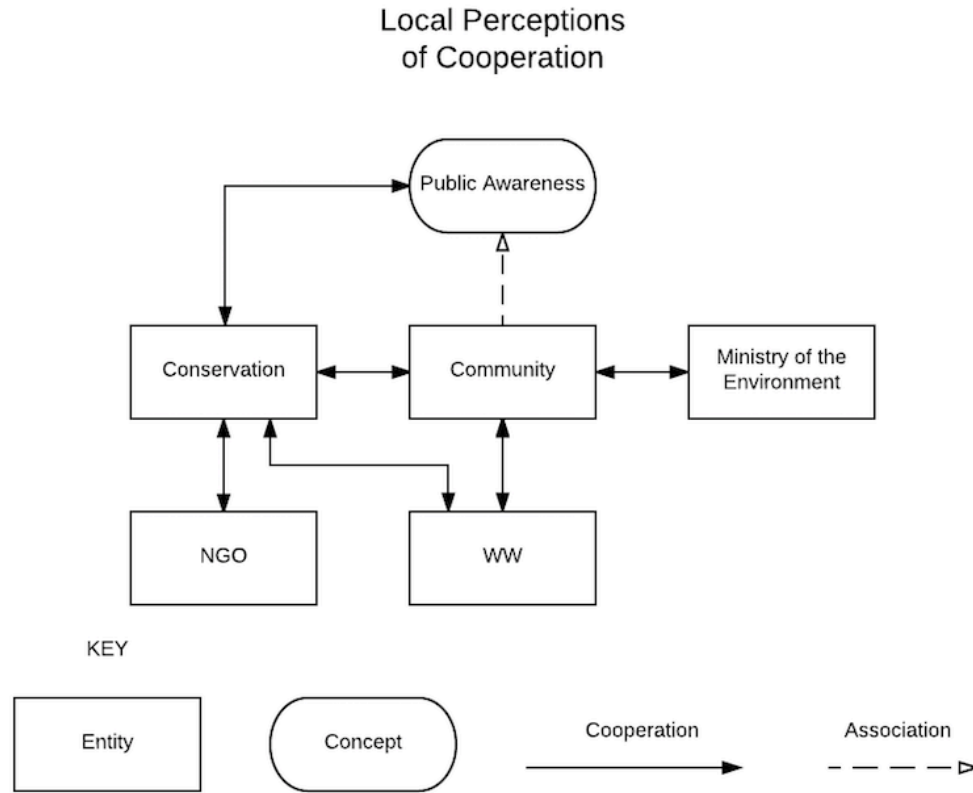 Local Perceptions
of Cooperation
Public Awareness
Conservation
Community
Ministry of the
Environment
NGO
WW
KEY
Entity
Concept
Cooperation
Association